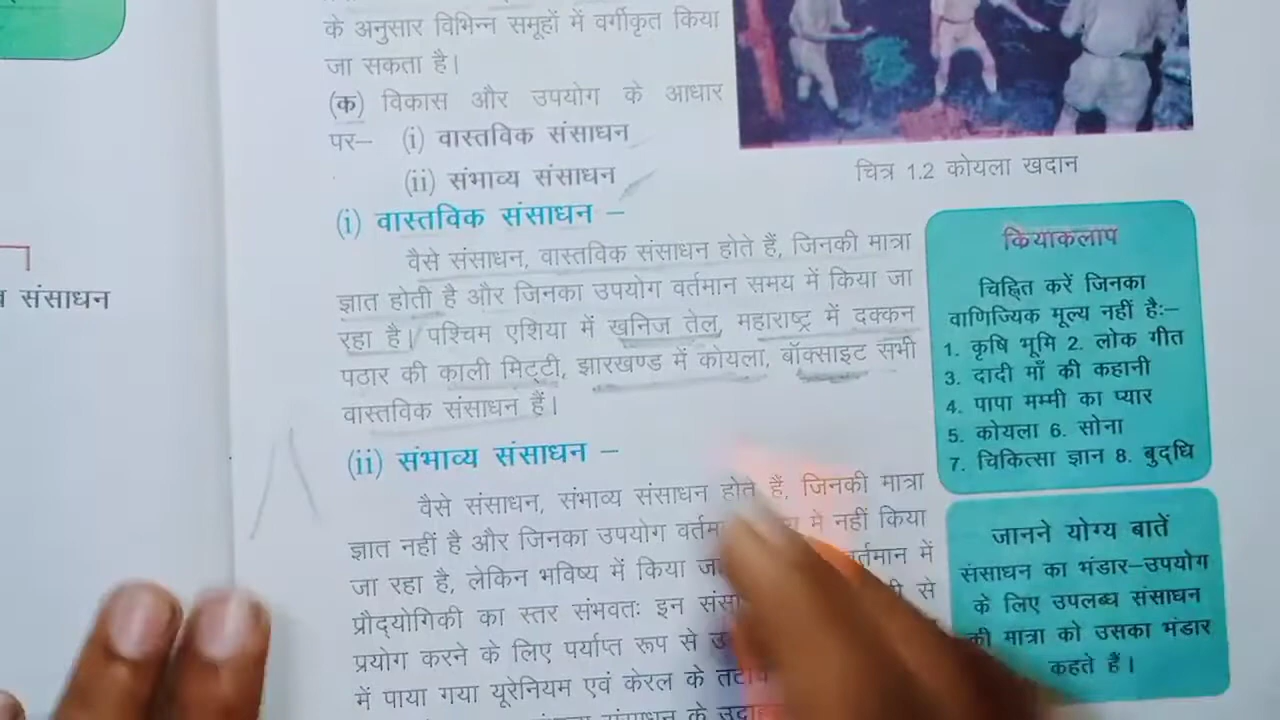 के अनुसार विभिन्न समूहों में वर्गीकृत किया
जा सकता है।
(क) विकास और उपयोग के आधार
पर– (i) वास्तविक संसाधन
(ii) संभाव्य संसाधन
(i) वास्तविक संसाधन –
वैसे संसाधन, वास्तविक संसाधन होते हैं, जिनकी मात्रा
ज्ञात होती है और जिनका उपयोग वर्तमान समय में किया जा
रहा है। पश्चिम एशिया में खनिज तेल, महाराष्ट्र में दक्कन
पठार की काली मिट्टी, झारखण्ड में कोयला, बॉक्साइट सभी
वास्तविक संसाधन हैं।
(ii) संभाव्य संसाधन –
वैसे संसाधन, संभाव्य संसाधन होते हैं, जिनकी मात्रा
ज्ञात नहीं है और जिनका उपयोग में नहीं किया
जा रहा है, लेकिन भविष्य में किया वर्तमान में
प्रौद्योगिकी का स्तर संभवतः इन से
प्रयोग करने के लिए पर्याप्त रूप से
में पाया गया यूरेनियम एवं केरल के
संसाधन
चित्र 1.2 कोयला खदान
कियाकलाप
चिह्नित करें जिनका
वाणिज्यिक मूल्य नहीं है:–
1. कृषि भूमि 2. लोक गीत
3. दादी माँ की कहानी
4. पापा मम्मी का प्यार
5. कोयला 6. सोना
7. चिकित्सा ज्ञान 8. बुद्धि
जानने योग्य बातें
संसाधन का भंडार–उपयोग
के लिए उपलब्ध संसाधन
की मात्रा को उसका भंडार
कहते हैं।